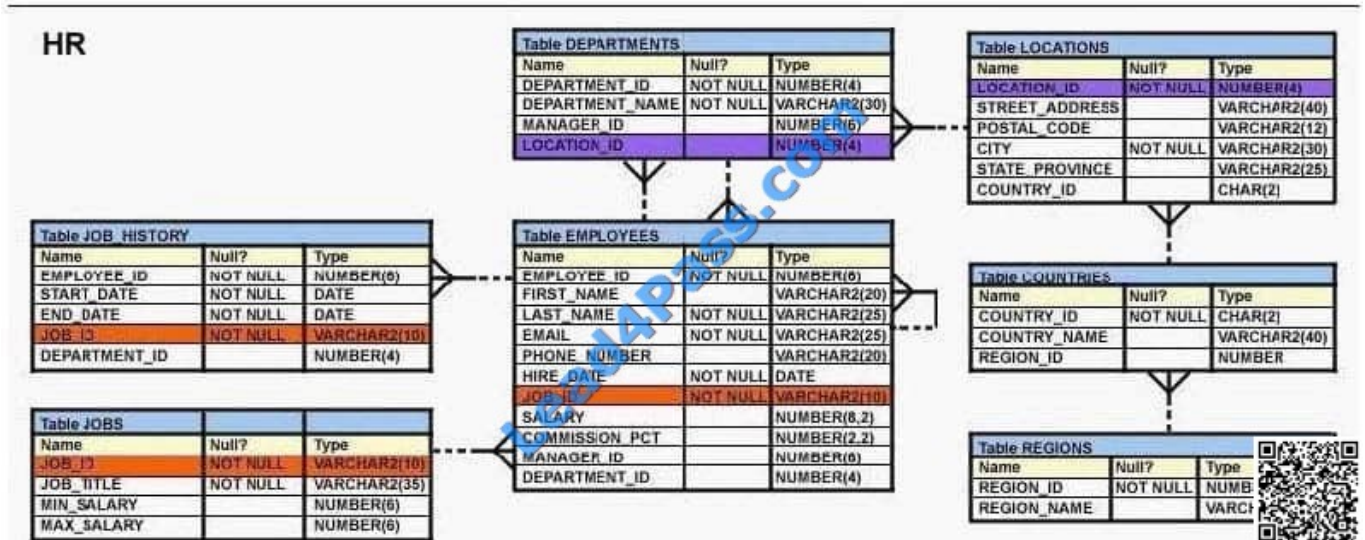 HR
Table DEPARTMENTS
Name Null? Type
DEPARTMENT_ID NOT NULL NUMBER(4)
DEPARTMENT_NAME NOT NULL VARCHAR2(30)
MANAGER_ID NUMBER(6)
LOCATION_ID NUMBER(4)
Table LOCATIONS
Name Null? Type
LOCATION_ID NOT NULL NUMBER(4)
STREET_ADDRESS VARCHAR2(40)
POSTAL_CODE VARCHAR2(12)
CITY NOT NULL VARCHAR2(30)
STATE_PROVINCE VARCHAR2(25)
COUNTRY_ID CHAR(2)
Table JOB_HISTORY
Name Null? Type
EMPLOYEE_ID NOT NULL NUMBER(6)
START_DATE NOT NULL DATE
END_DATE NOT NULL DATE
JOB_ID NOT NULL VARCHAR2(10)
DEPARTMENT_ID NUMBER(4)
Table EMPLOYEES
Name Null? Type
EMPLOYEE_ID NOT NULL NUMBER(6)
FIRST_NAME VARCHAR2(20)
LAST_NAME NOT NULL VARCHAR2(25)
EMAIL NOT NULL VARCHAR2(25)
PHONE_NUMBER VARCHAR2(20)
HIRE_DATE NOT NULL DATE
JOB_ID NOT NULL VARCHAR2(10)
SALARY NUMBER(8,2)
COMMISSION_PCT NUMBER(2,2)
MANAGER_ID NUMBER(6)
DEPARTMENT_ID NUMBER(4)
Table COUNTRIES
Name Null? Type
COUNTRY_ID NOT NULL CHAR(2)
COUNTRY_NAME VARCHAR2(40)
REGION_ID NUMBER
Table JOBS
Name Null? Type
JOB_ID NOT NULL VARCHAR2(10)
JOB_TITLE NOT NULL VARCHAR2(35)
MIN_SALARY NUMBER(6)
MAX_SALARY NUMBER(6)
Table REGIONS
Name Null? Type
REGION_ID NOT NULL NUMB
REGION_NAME VARCH
Lead4Pass.com